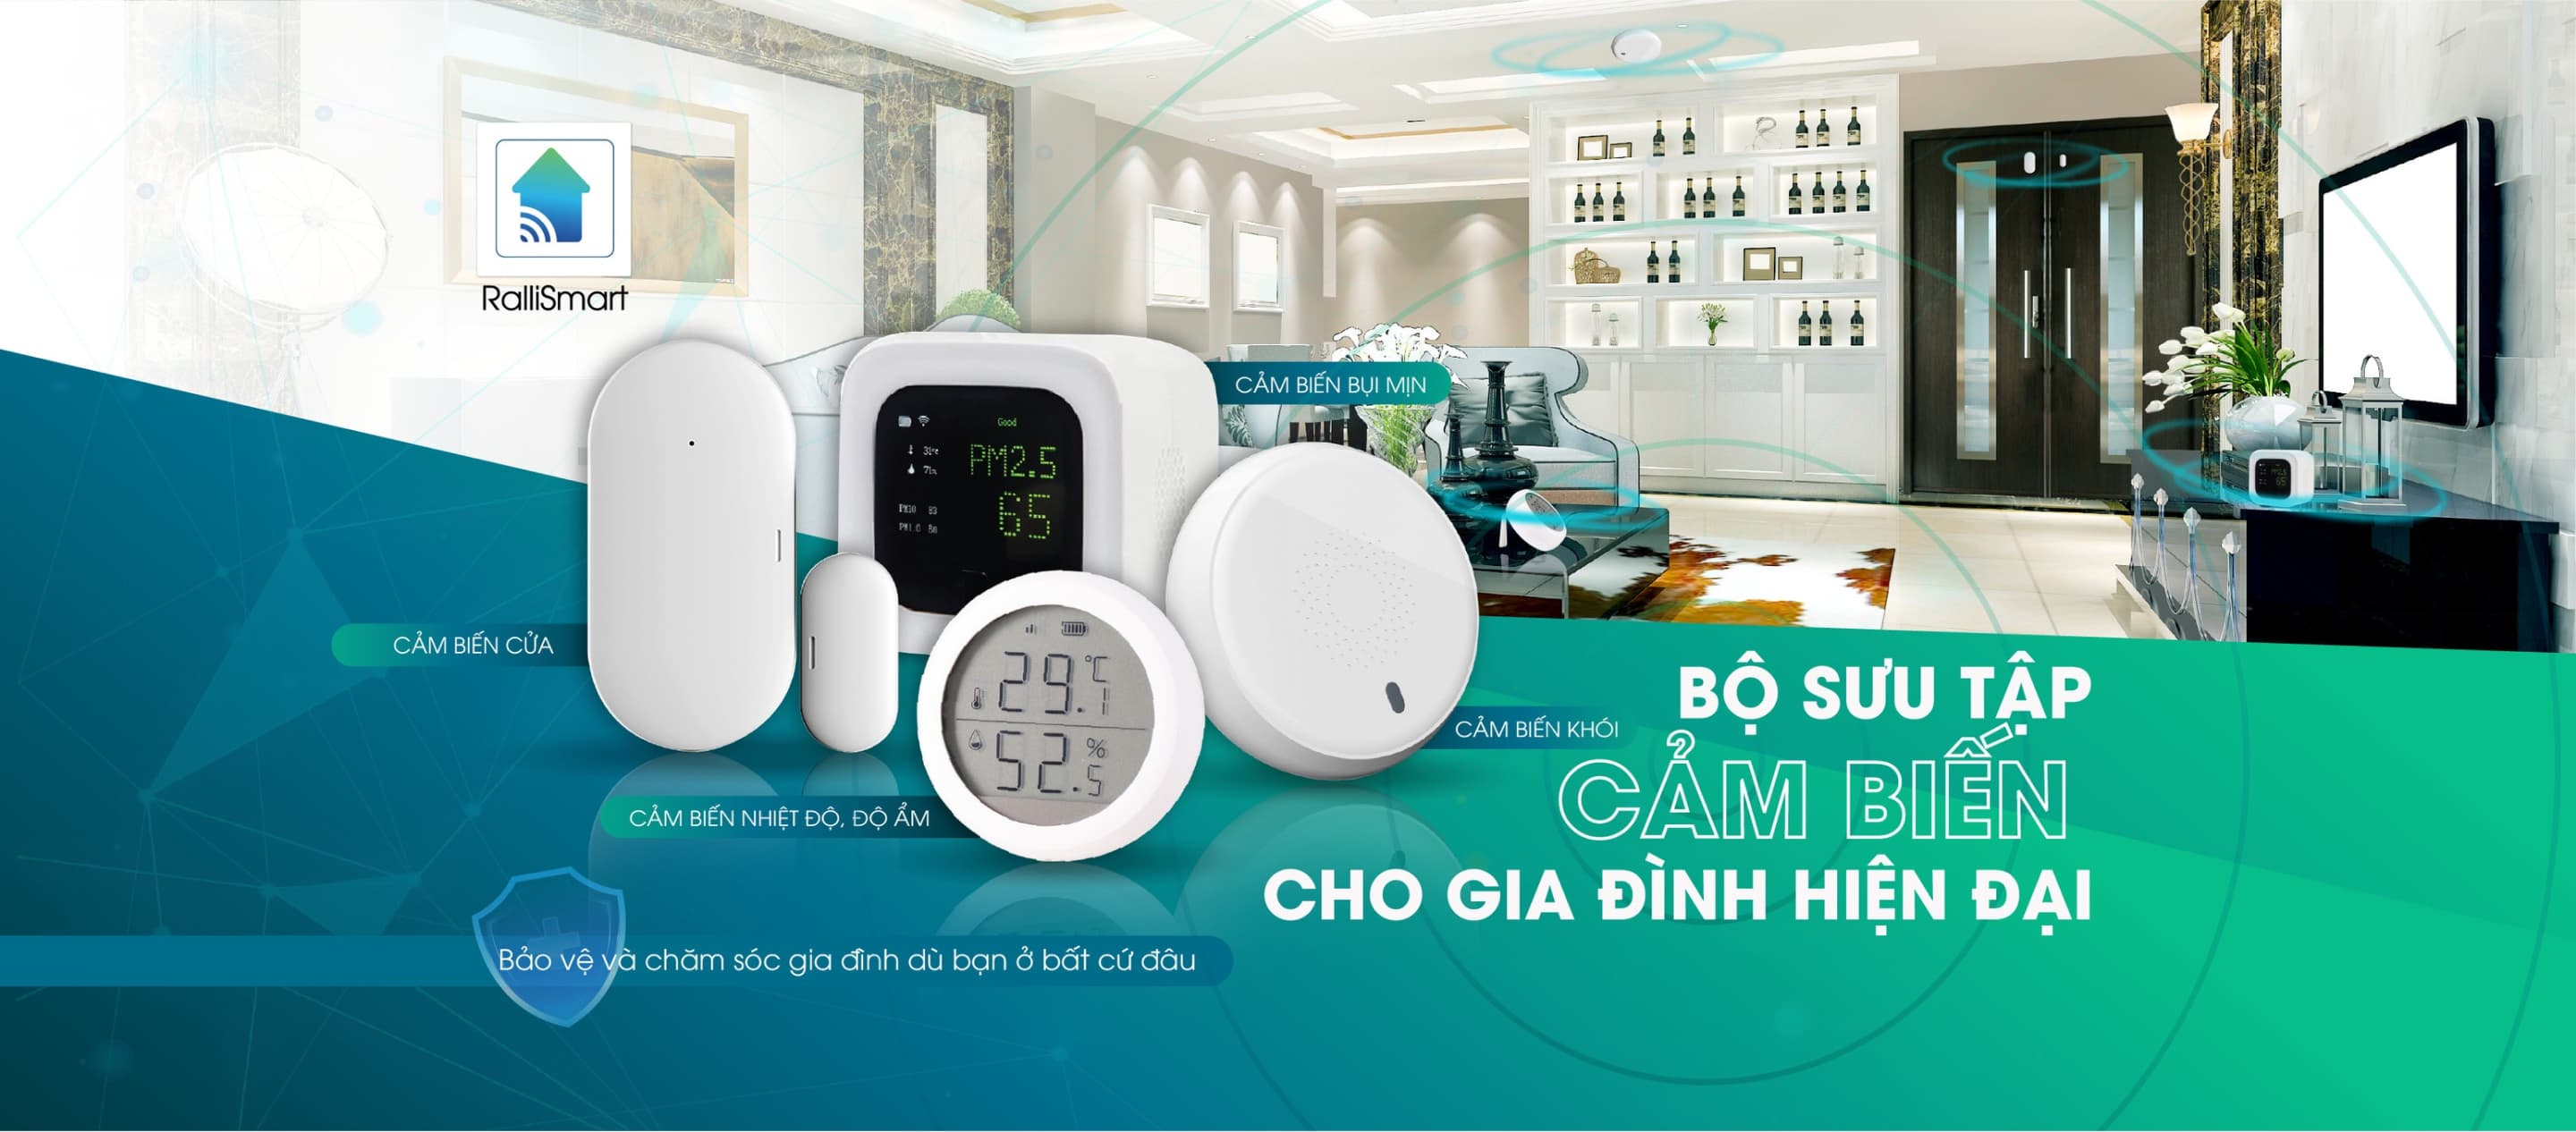 RalliSmart
CẢM BIẾN BỤI MỊN
Good
31°c
PM2.5
71%
65
PM10
PM1.0
CẢM BIẾN CỬA
29.1 °C
52.5 %
CẢM BIẾN KHÓI
CẢM BIẾN NHIỆT ĐỘ, ĐỘ ẨM
BỘ SƯU TẬP
CẢM BIẾN
CHO GIA ĐÌNH HIỆN ĐẠI
Bảo vệ và chăm sóc gia đình dù bạn ở bất cứ đâu